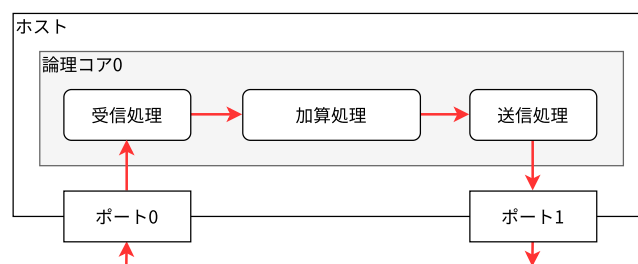 ホスト
論理コア0
受信処理
加算処理
送信処理
ポート0
ポート1